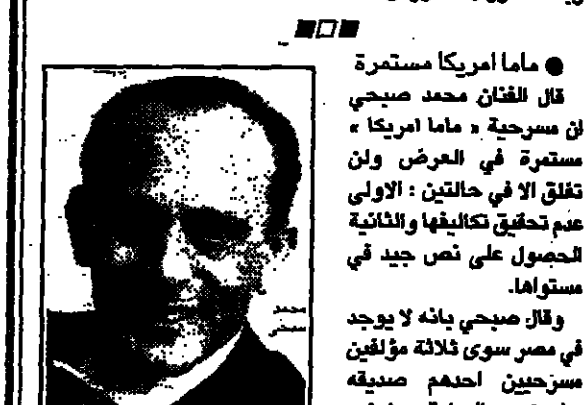 ● ماما امريكا مستمرة
قال الفنان محمد صبحي
ان مسرحية « ماما امريكا »
مستمرة في العرض ولن
تغلق الا في حالتين : الاولى
عدم تحقيق تكاليفها والثانية
الحصول على نص جيد في
مستواها.
وقال صبحي بانه لا يوجد
في مصر سوى ثلاثة مؤلفين
مسرحيين احدهم صديقه
محمد
صبحي